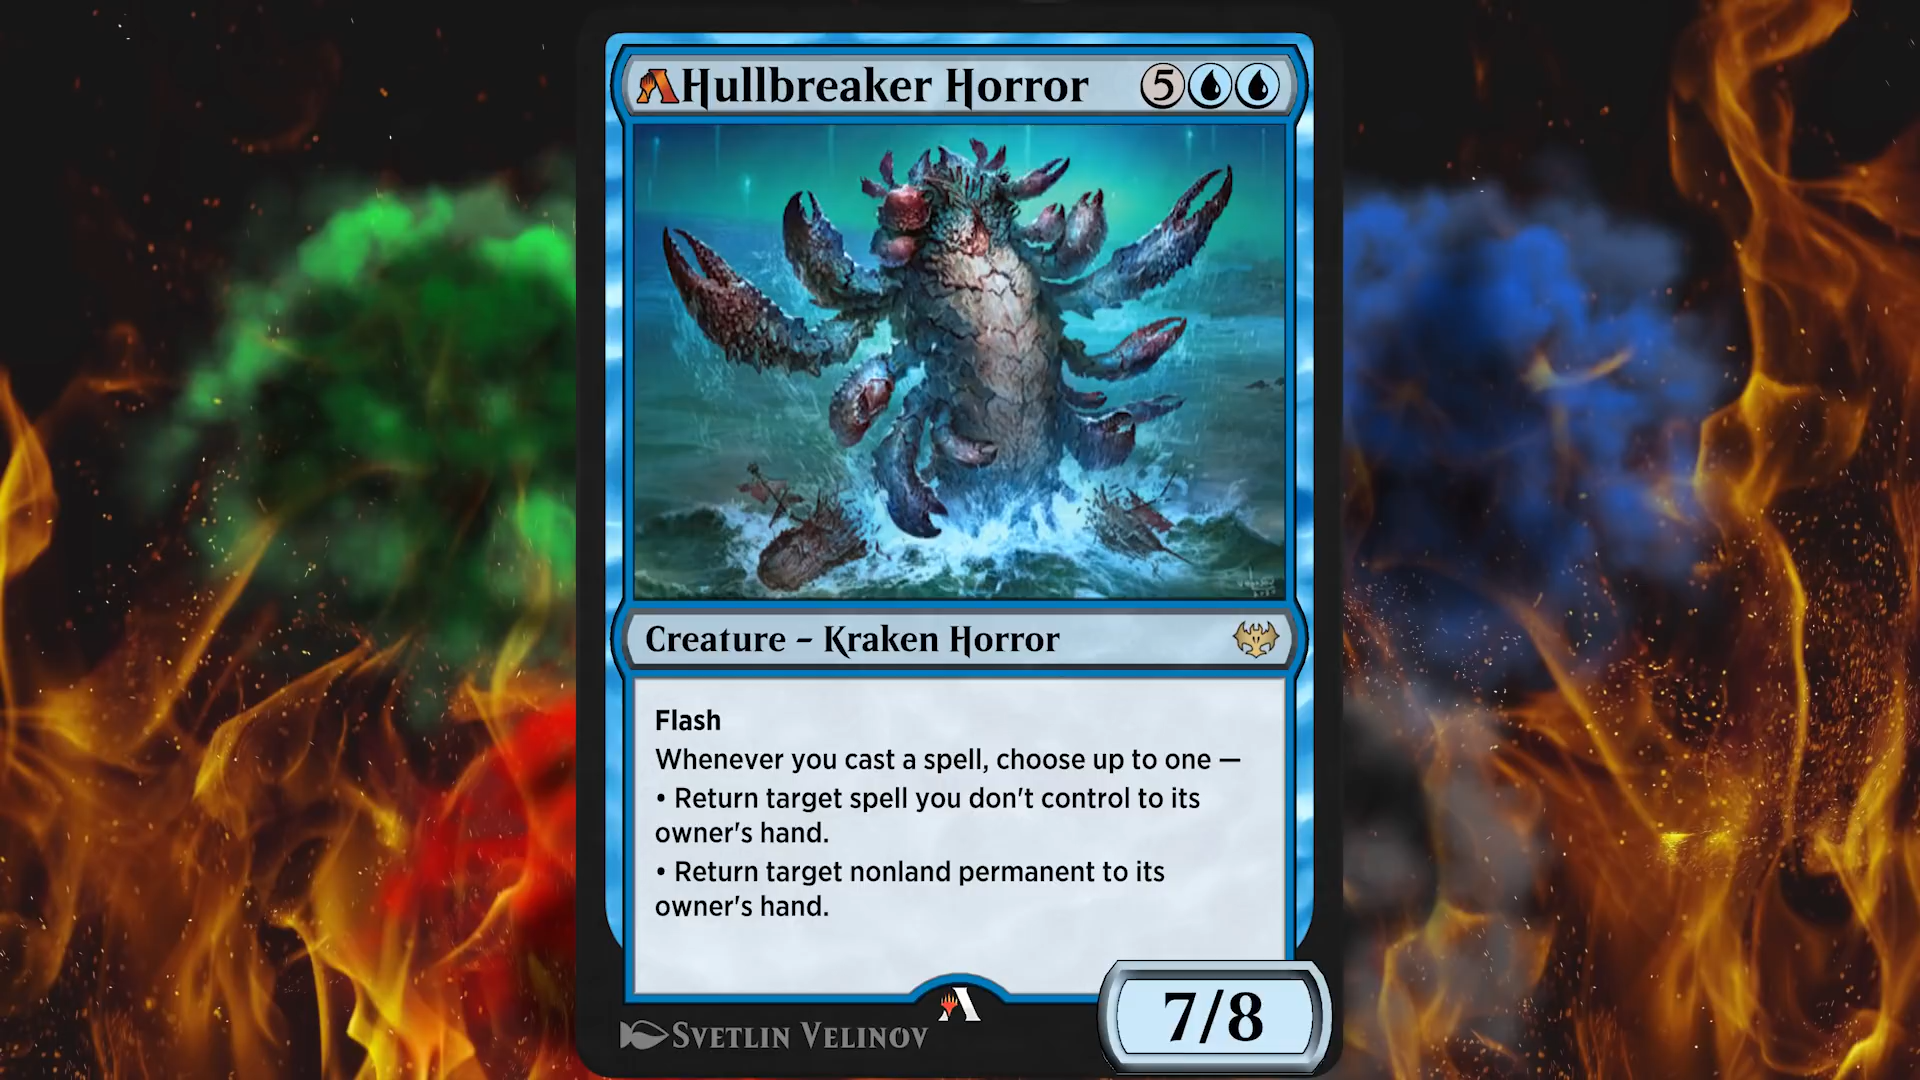 Hullbreaker Horror 5
Creature – Kraken Horror
Flash
Whenever you cast a spell, choose up to one —
• Return target spell you don't control to its
owner's hand.
• Return target nonland permanent to its
owner's hand.
7/8
Svetlin Velinov